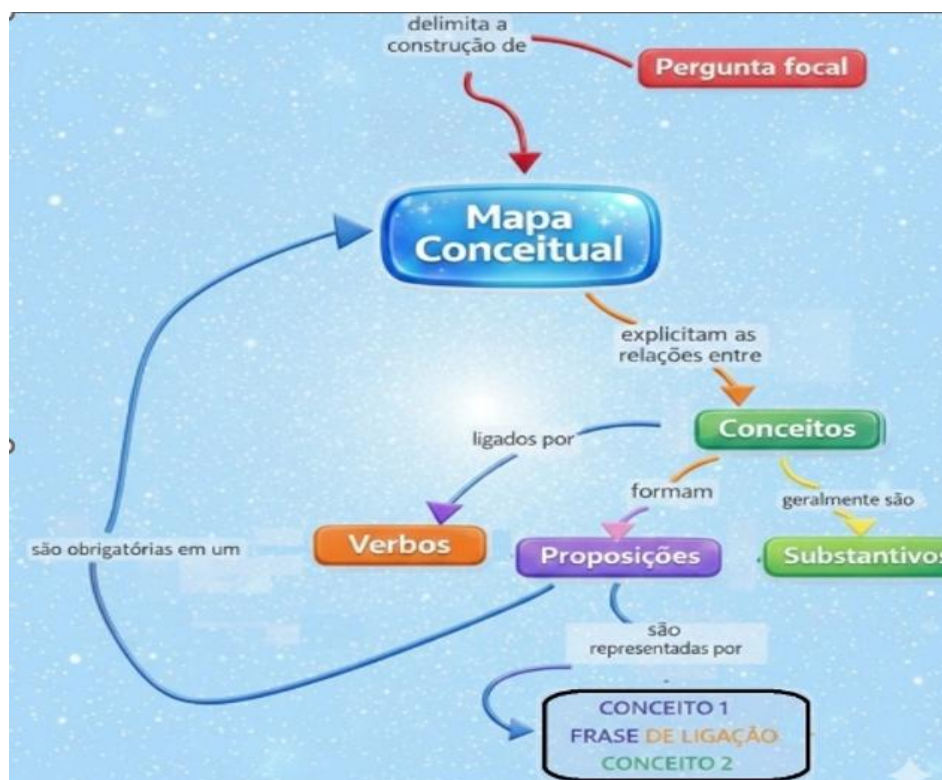 delimita a
construção de
Pergunta focal
Mapa
Conceitual
explicitam as
relações entre
Conceitos
ligados por
formam
geralmente são
são obrigatórias em um
Verbos
Proposições
Substantivos
são
representadas por
CONCEITO 1
FRASE DE LIGAÇÃO
CONCEITO 2